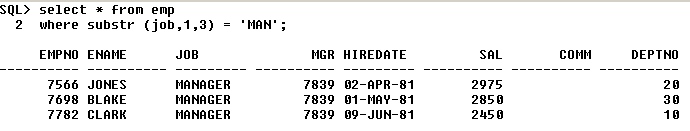 SQL> select * from emp
  2  where substr (job,1,3) = 'MAN';
     EMPNO ENAME      JOB              MGR HIREDATE         SAL       COMM     DEPTNO
---------- ---------- --------- ---------- --------- ---------- ---------- ----------
      7566 JONES      MANAGER         7839 02-APR-81       2975                    20
      7698 BLAKE      MANAGER         7839 01-MAY-81       2850                    30
      7782 CLARK      MANAGER         7839 09-JUN-81       2450                    10